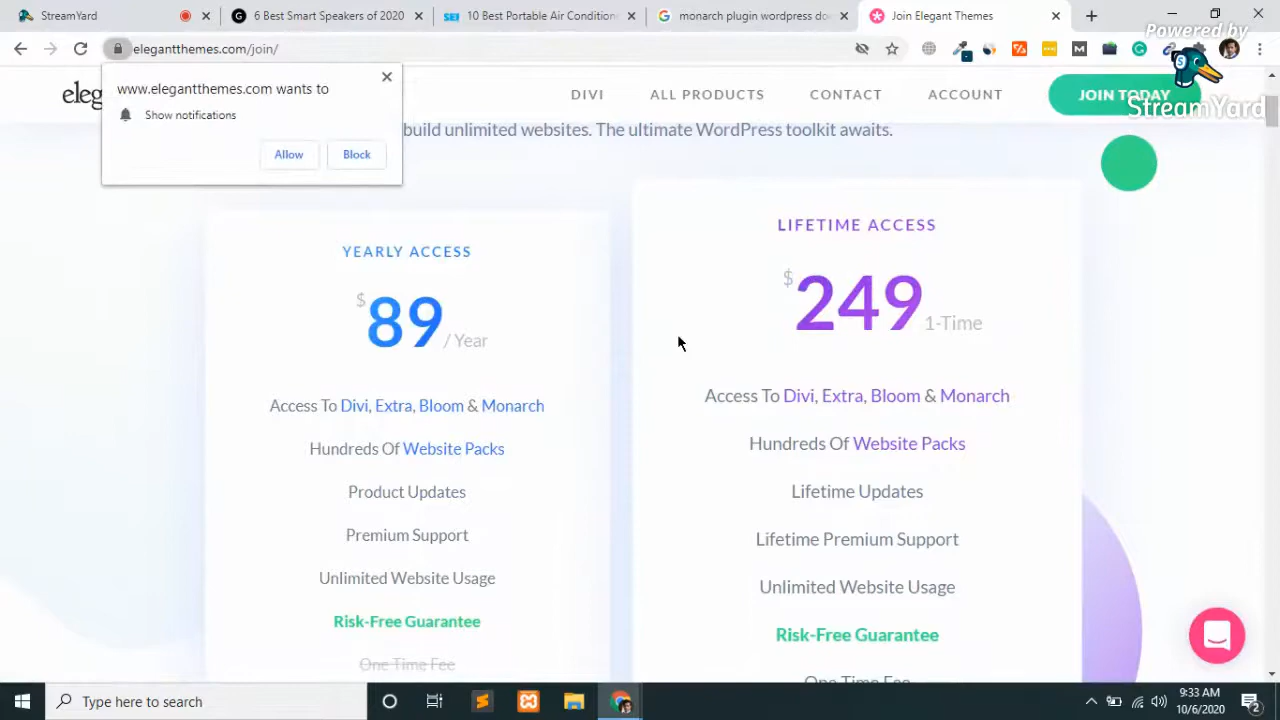 StreamYard
6 Best Smart Speakers of 2020
10 Best Portable Air Condition
monarch plugin wordpress do
Join Elegant Themes
elegantthemes.com/join/
Powered by
StreamYard
www.elegantthemes.com wants to
Show notifications
Allow
Block
eleg
DIVI
ALL PRODUCTS
CONTACT
ACCOUNT
JOIN TODAY
build unlimited websites. The ultimate WordPress toolkit awaits.
YEARLY ACCESS
$89/ Year
Access To Divi, Extra, Bloom & Monarch
Hundreds Of Website Packs
Product Updates
Premium Support
Unlimited Website Usage
Risk-Free Guarantee
One Time Fee
LIFETIME ACCESS
$249 1-Time
Access To Divi, Extra, Bloom & Monarch
Hundreds Of Website Packs
Lifetime Updates
Lifetime Premium Support
Unlimited Website Usage
Risk-Free Guarantee
One Time Fee
Type here to search
9:33 AM
10/6/2020
2